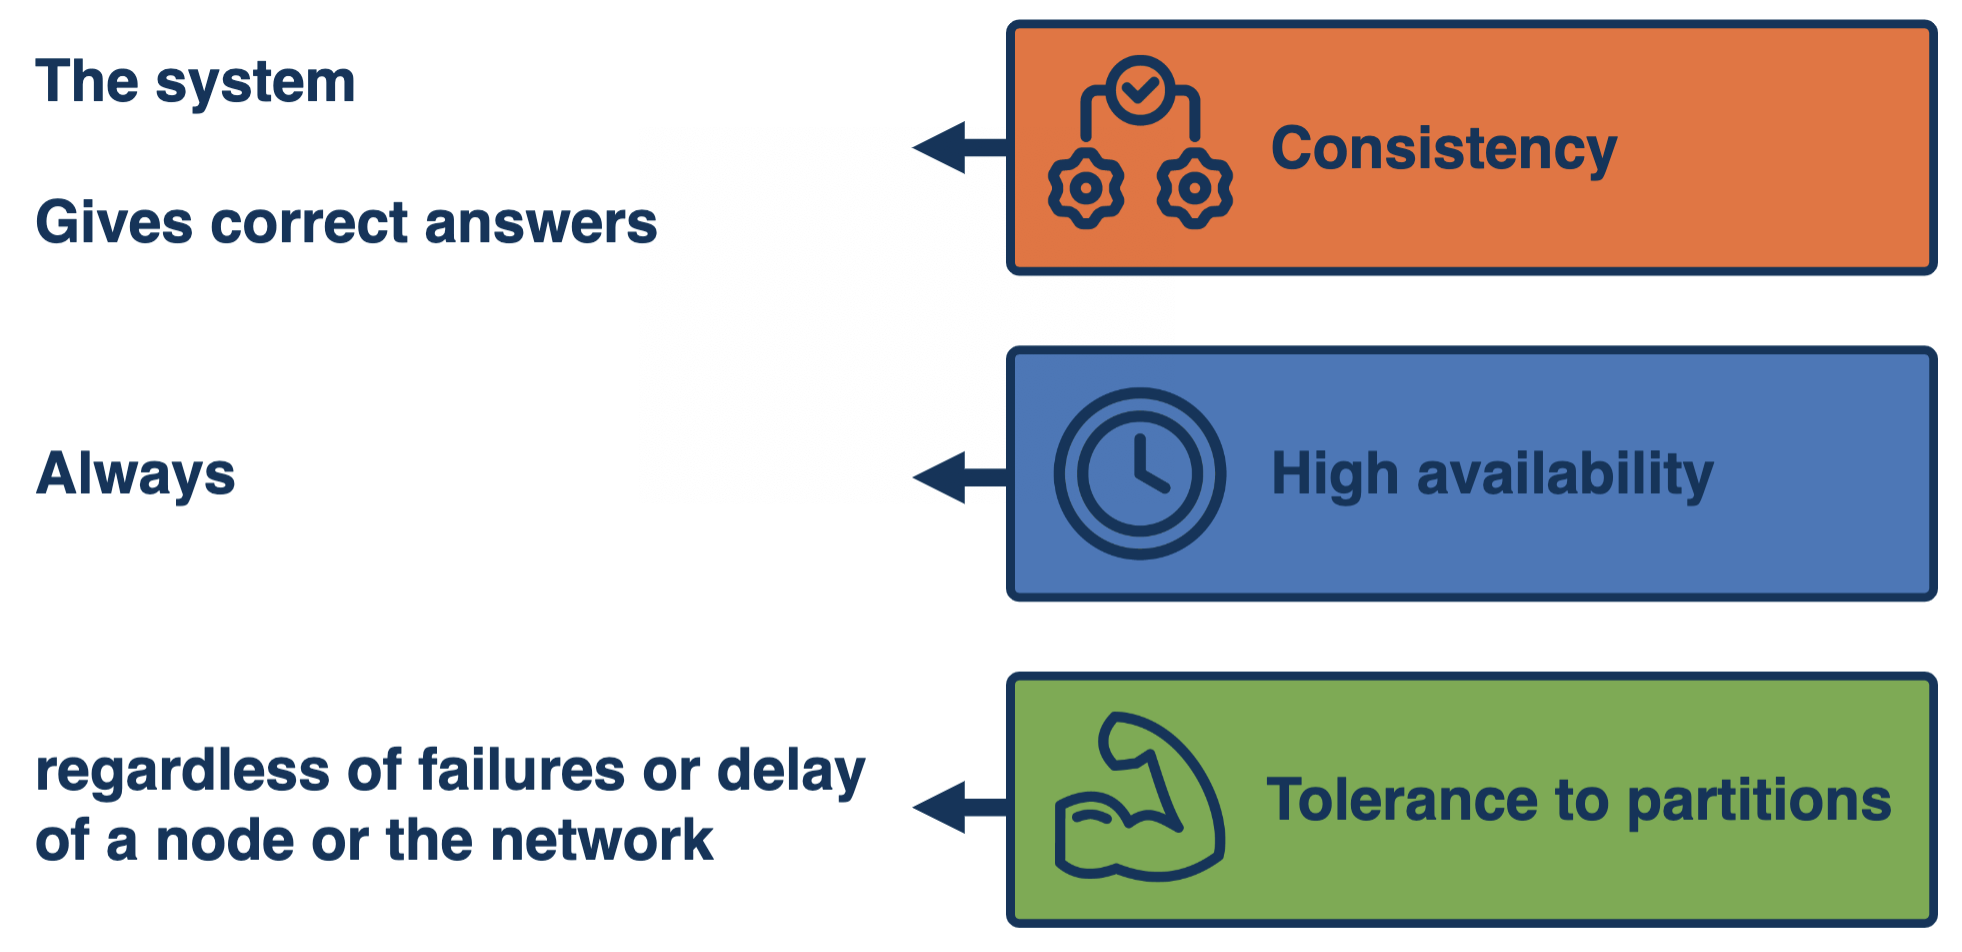 The system
Gives correct answers
Consistency
Always
High availability
regardless of failures or delay
of a node or the network
Tolerance to partitions